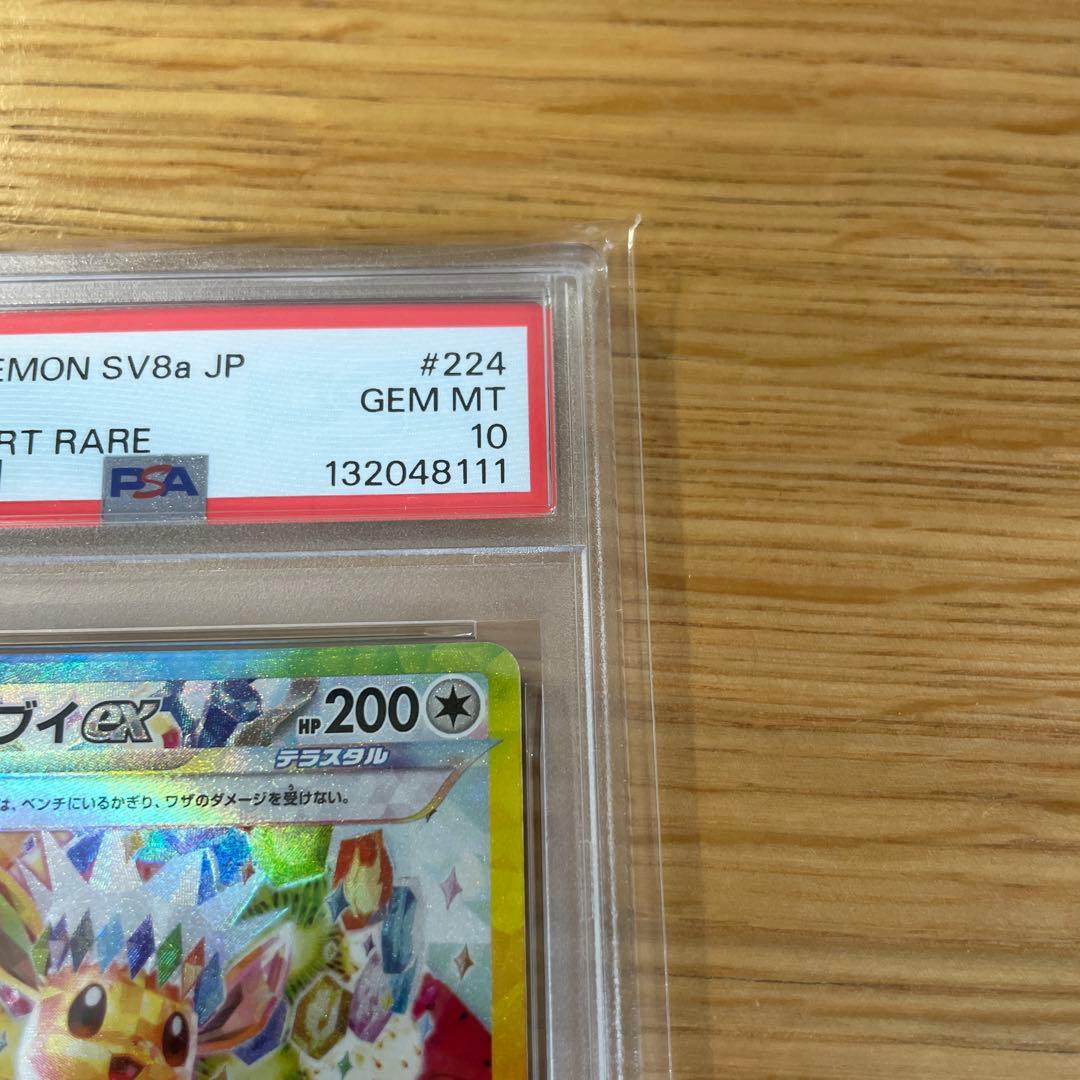 EMON SV8a JP #224
GEM MT
RT RARE 10
PSA 132048111
ブイex HP 200
テラスタル
は、ベンチにいるかぎり、ワザのダメージを受けない。